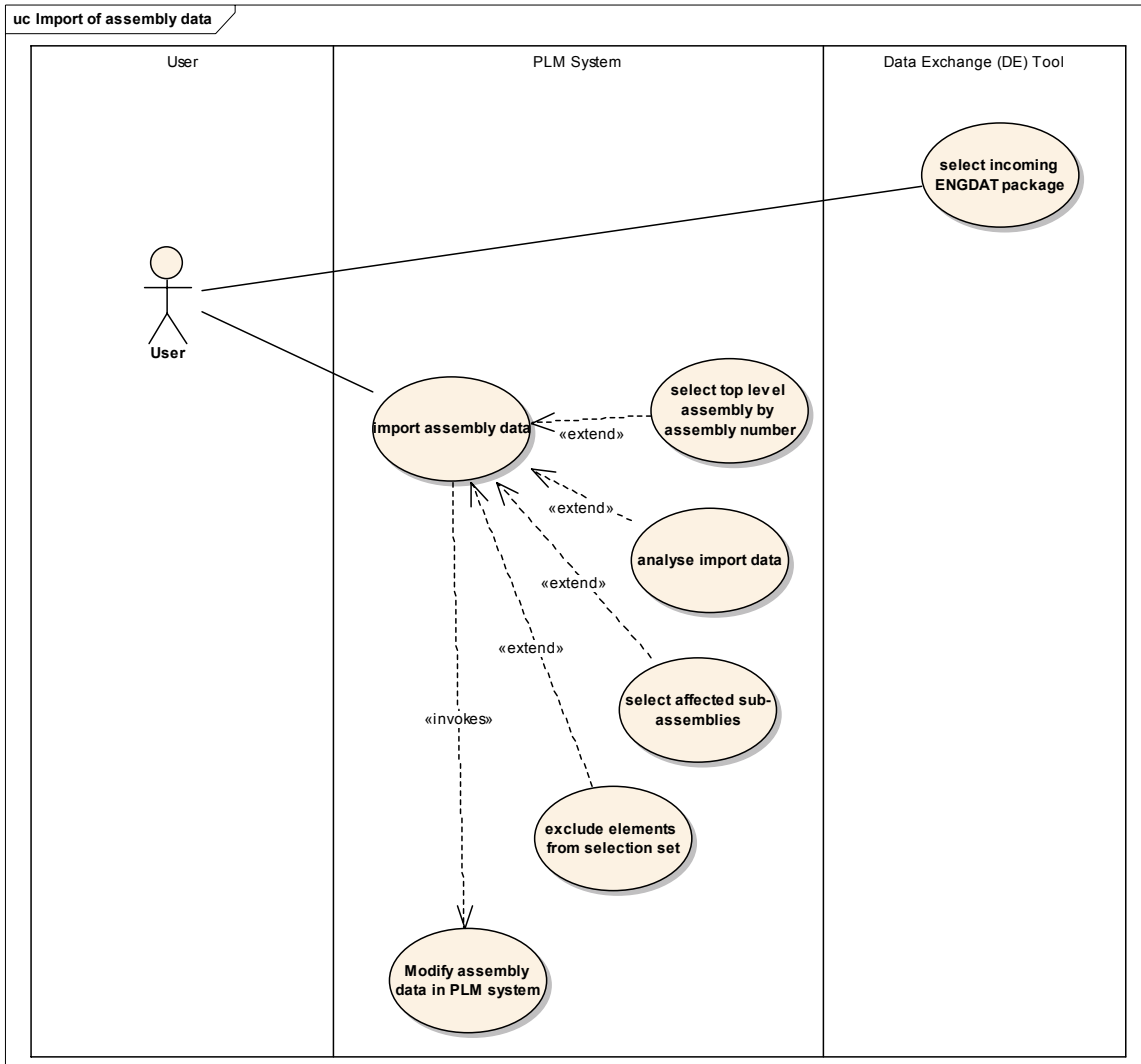 uc Import of assembly data
User
PLM System
Data Exchange (DE) Tool
select incoming
ENGDAT package
User
import assembly data
select top level
assembly by
assembly number
«extend»
«extend»
analyse import data
«extend»
select affected sub-
assemblies
«extend»
«invokes»
exclude elements
from selection set
Modify assembly
data in PLM system